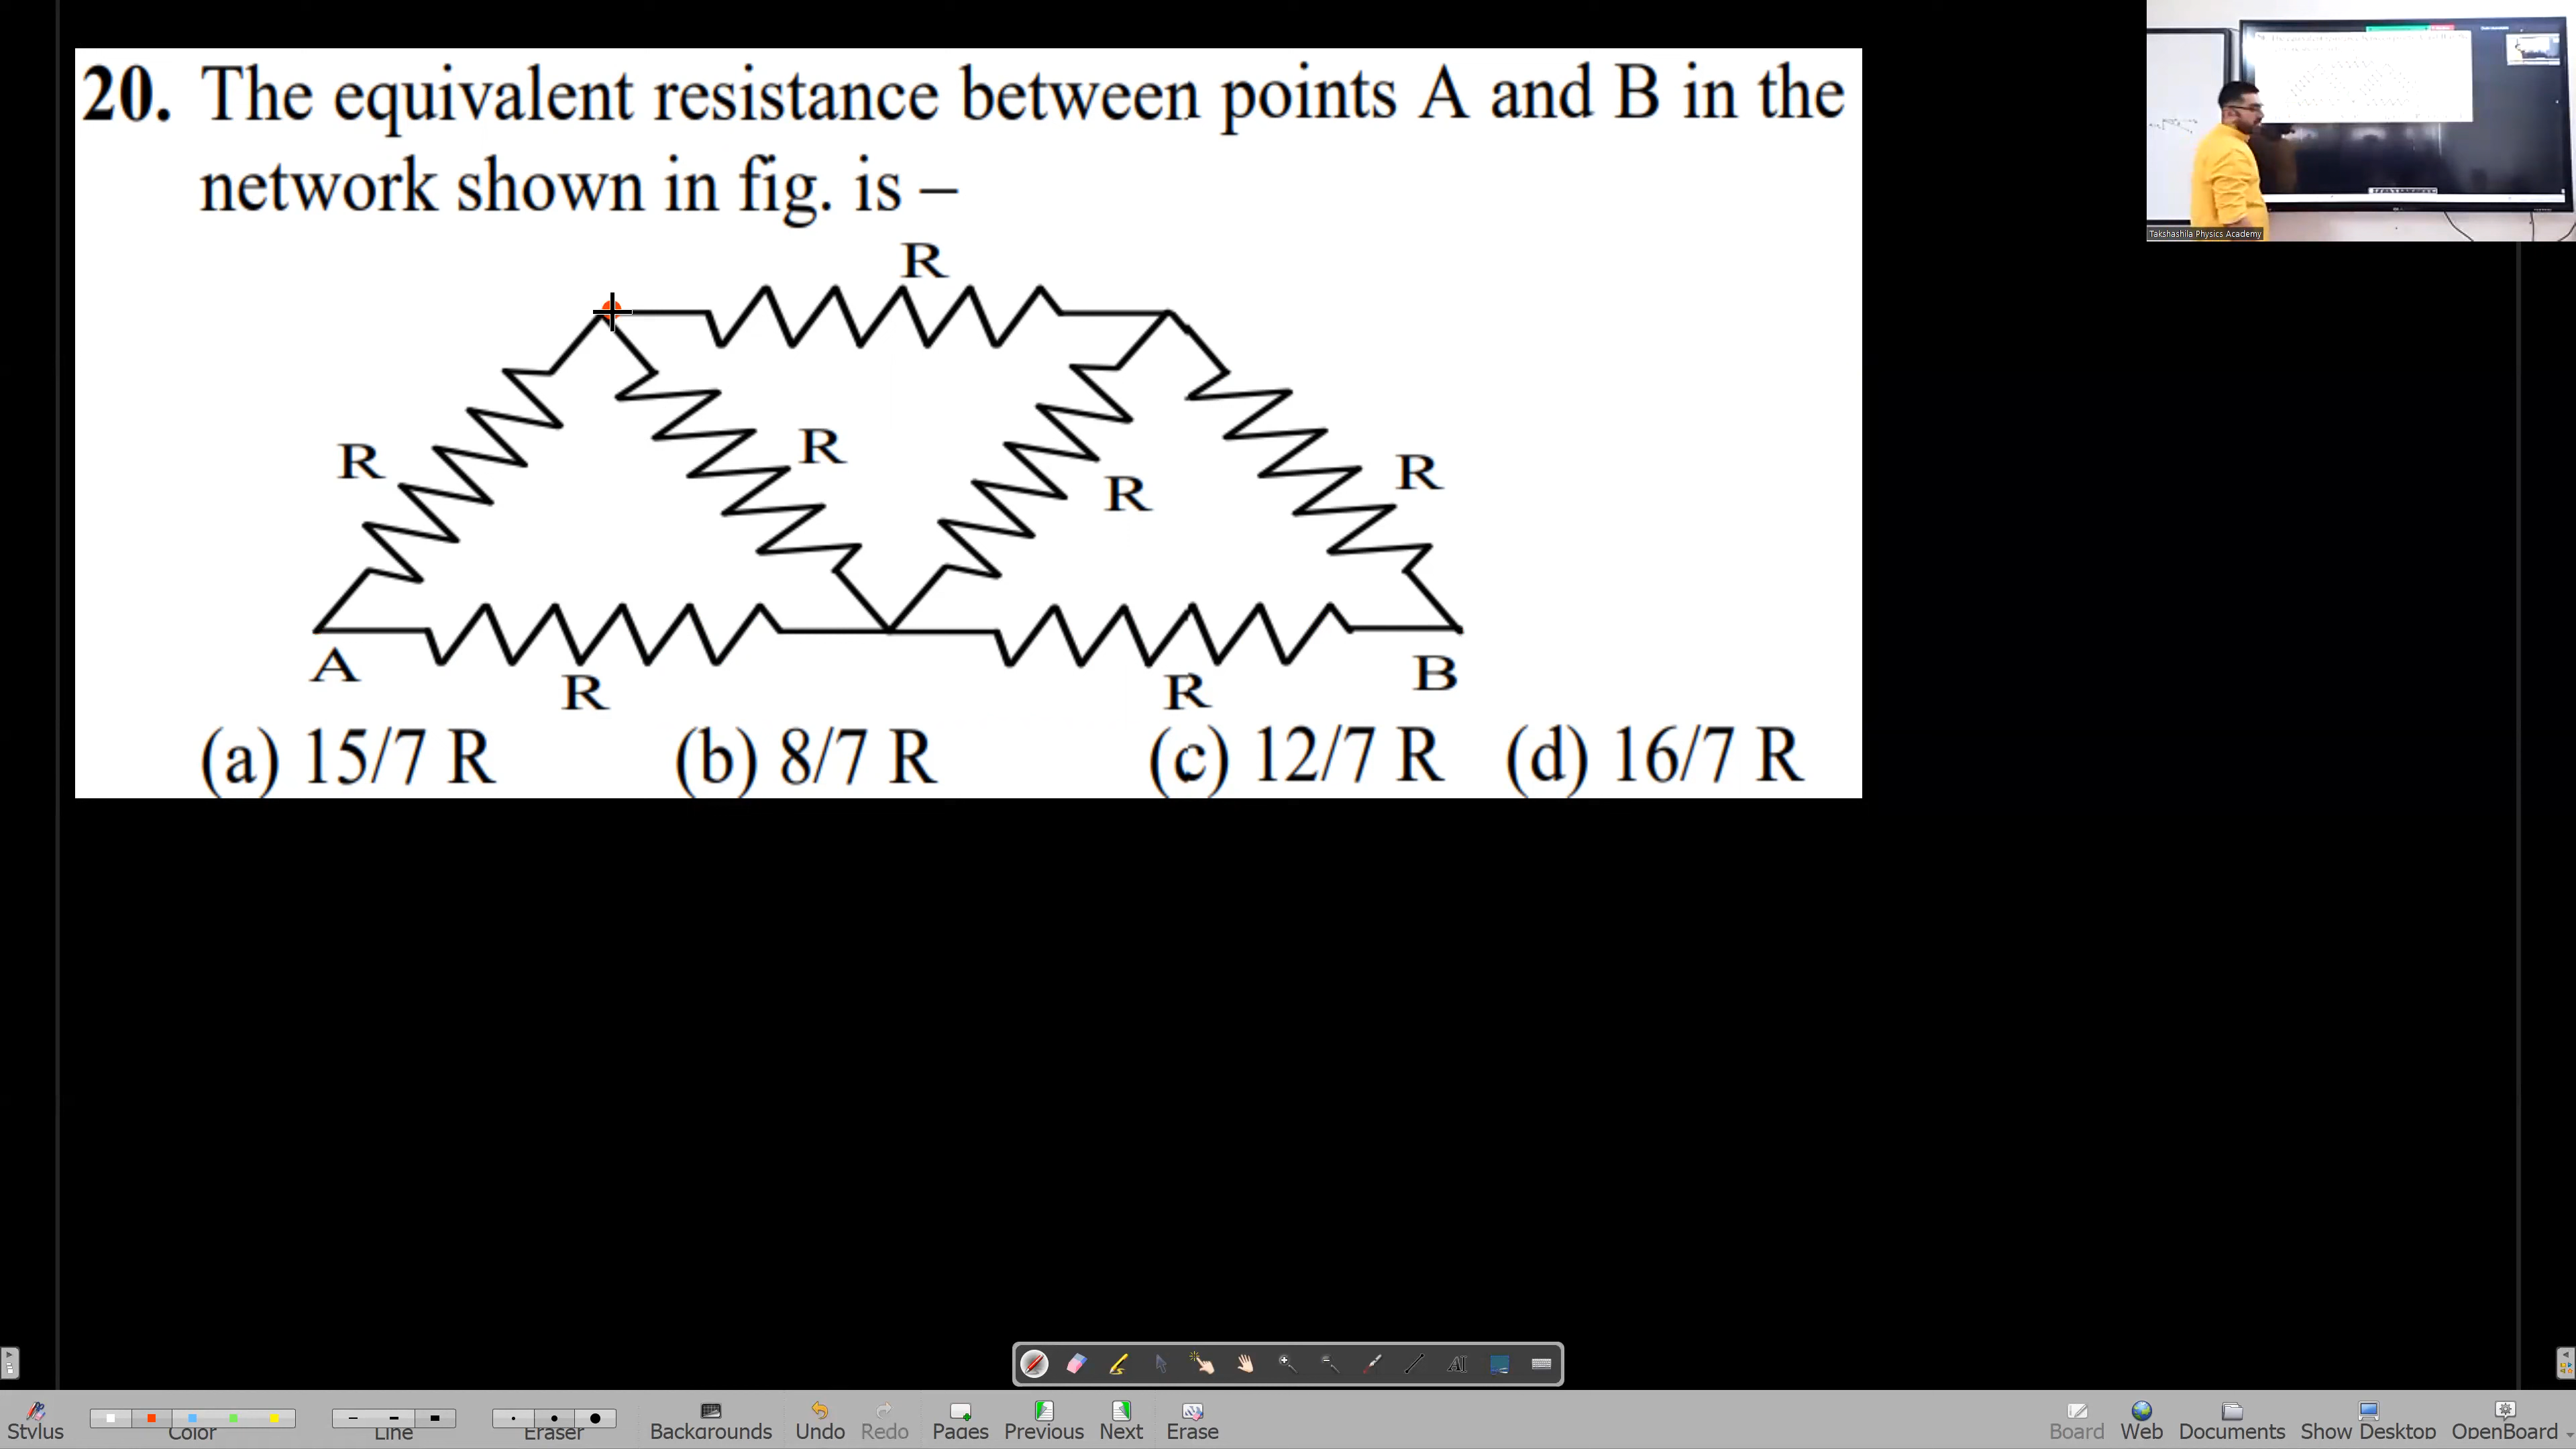 20. The equivalent resistance between points A and B in the
network shown in fig. is –
R
R
R
R
R
A
R
R
B
(a) 15/7 R (b) 8/7 R (c) 12/7 R (d) 16/7 R
Takshashila Physics Academy
Stylus Color Line Eraser Backgrounds Undo Redo Pages Previous Next Erase Board Web Documents Show Desktop OpenBoard